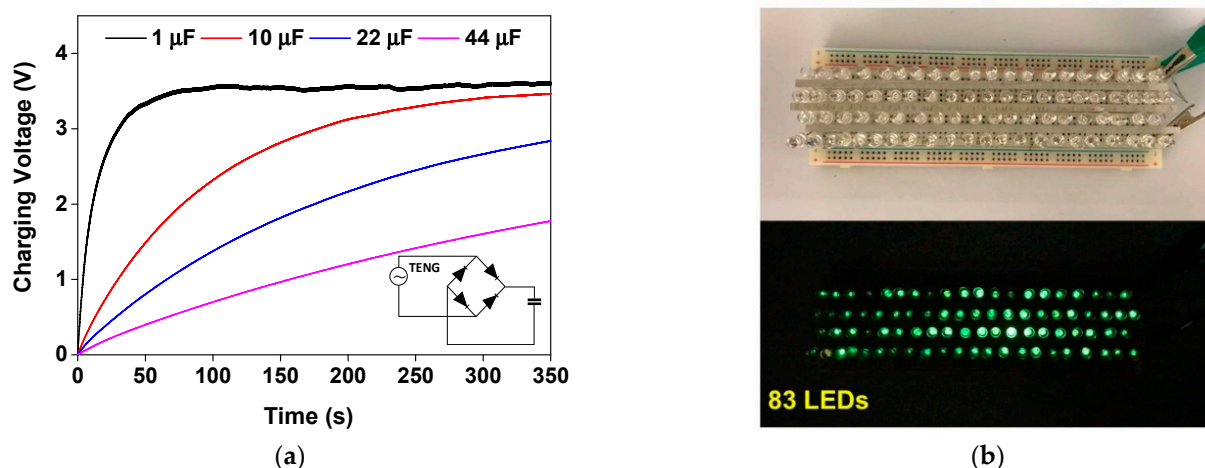 1 μF 10 μF 22 μF 44 μF
4
3
2
1
0
Charging Voltage (V)
TENG
0 50 100 150 200 250 300 350
Time (s)
(a)
83 LEDs
(b)